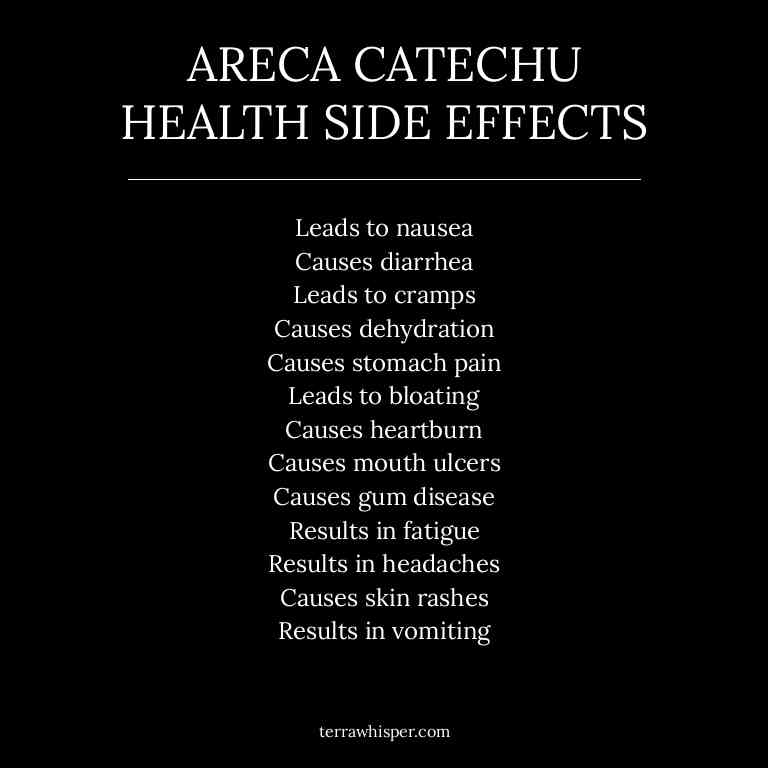 ARECA CATECHU
HEALTH SIDE EFFECTS
Leads to nausea
Causes diarrhea
Leads to cramps
Causes dehydration
Causes stomach pain
Leads to bloating
Causes heartburn
Causes mouth ulcers
Causes gum disease
Results in fatigue
Results in headaches
Causes skin rashes
Results in vomiting
terrawhisper.com